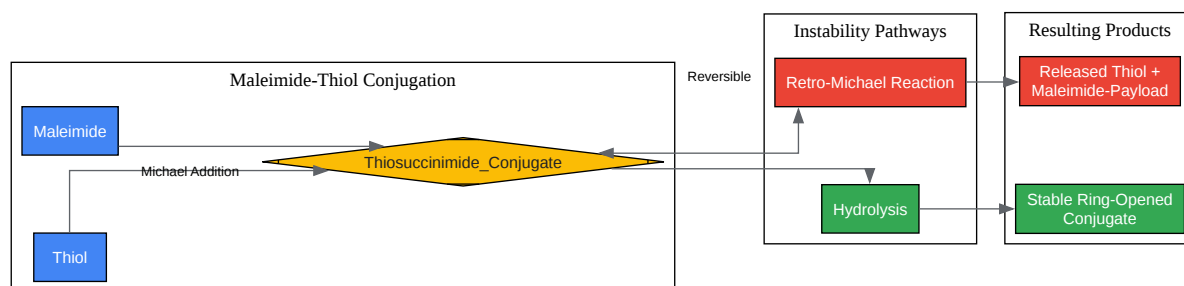 Maleimide-Thiol Conjugation
Maleimide
Michael Addition
Thiol
Thiosuccinimide_Conjugate
Reversible
Instability Pathways
Retro-Michael Reaction
Hydrolysis
Resulting Products
Released Thiol +
Maleimide-Payload
Stable Ring-Opened
Conjugate